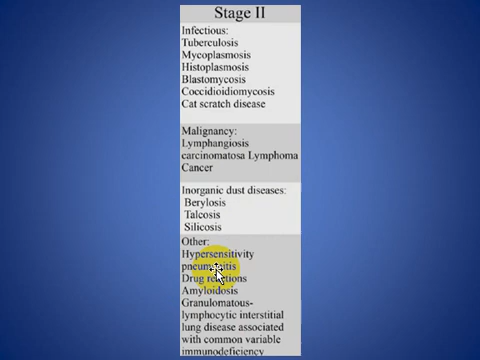 Stage II
Infectious:
Tuberculosis
Mycoplasmosis
Histoplasmosis
Blastomycosis
Coccidioidiomycosis
Cat scratch disease
Malignancy:
Lymphangiosis
carcinomatosa Lymphoma
Cancer
Inorganic dust diseases:
Berylosis
Talcosis
Silicosis
Other:
Hypersensitivity
pneumonitis
Drug reactions
Amyloidosis
Granulomatous-
lymphocytic interstitial
lung disease associated
with common variable
immunodeficiency